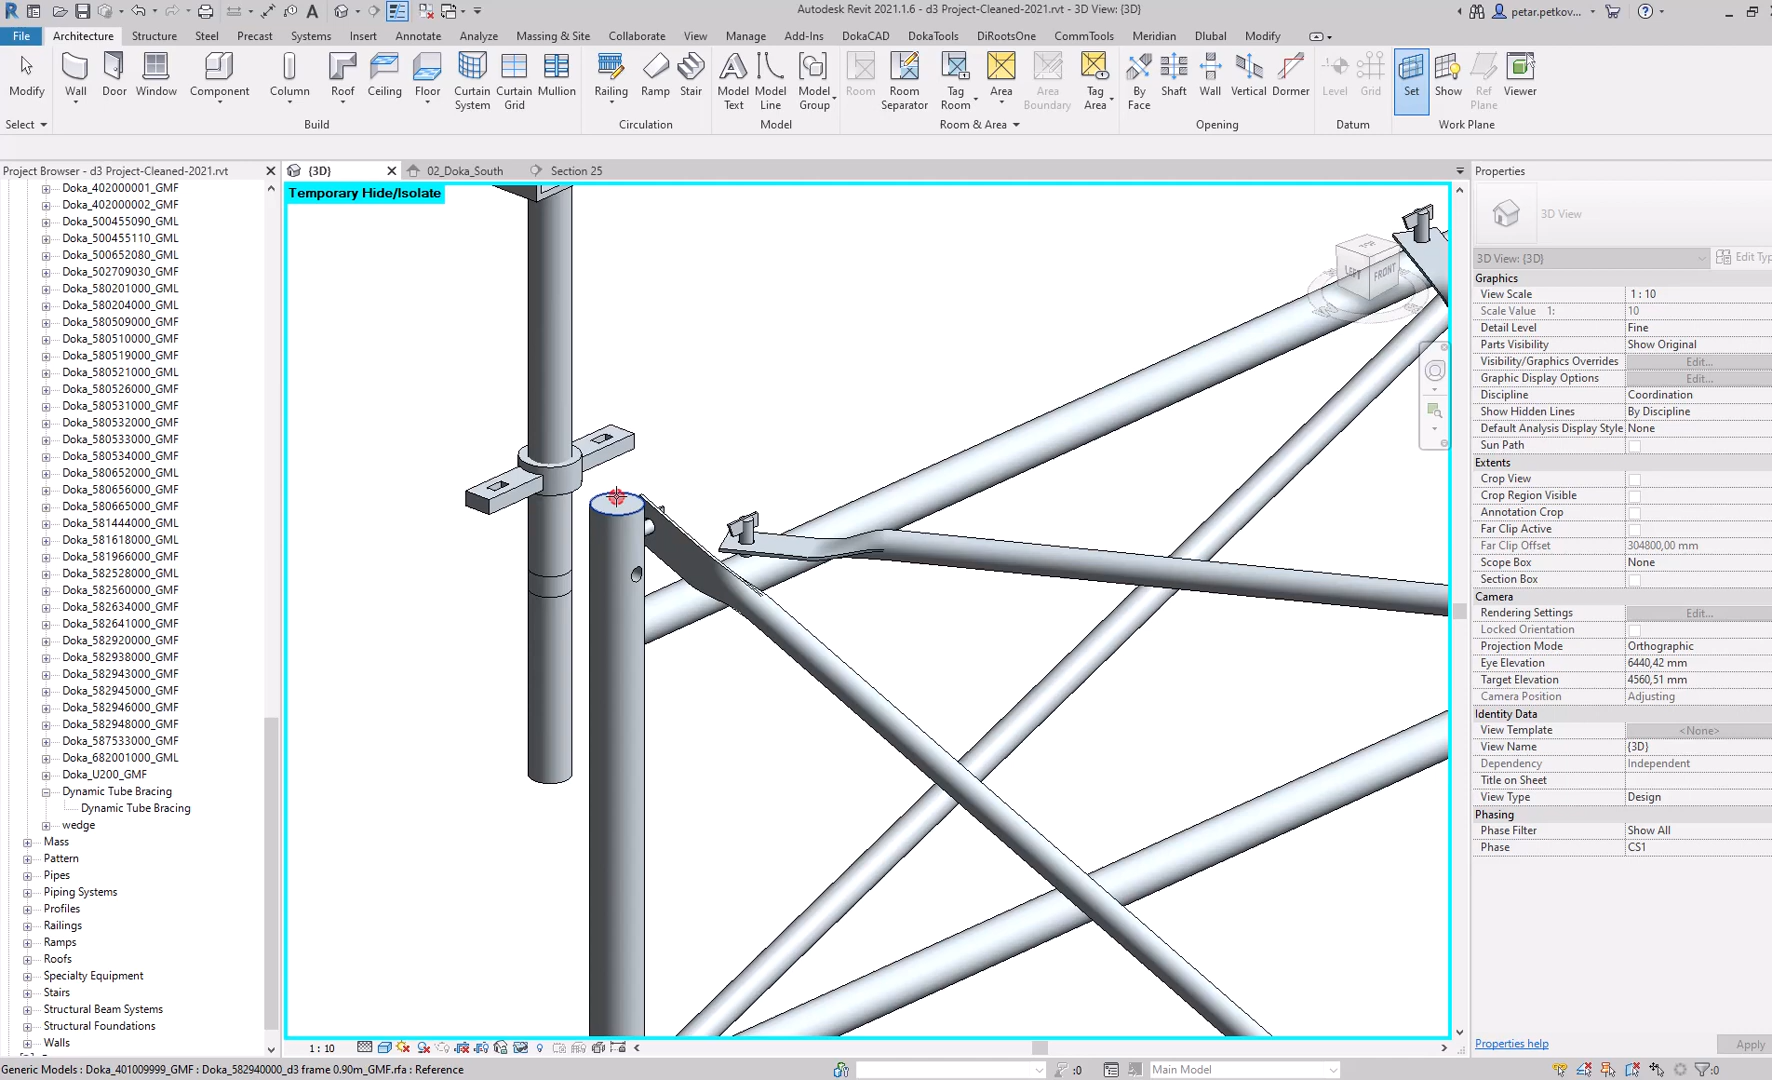 Autodesk Revit 2021.1.6 - d3 Project-Cleaned-2021.rvt - 3D View: {3D}
petar.petkov...
File Architecture Structure Steel Precast Systems Insert Annotate Analyze Massing & Site Collaborate View Manage Add-Ins DokaCAD DokaTools DiRootsOne CommTools Meridian Dlubal Modify
Modify Wall Door Window Component Column Roof Ceiling Floor Curtain System Curtain Grid Mullion Railing Ramp Stair Model Text Model Line Model Group Room Room Separator Tag Room Area Area Boundary Tag Area By Face Shaft Wall Vertical Dormer Level Grid Set Show Ref Plane Viewer
Select Build Circulation Model Room & Area Opening Datum Work Plane
Project Browser - d3 Project-Cleaned-2021.rvt
{3D} 02_Doka_South Section 25
Properties
Temporary Hide/Isolate
Doka_402000001_GMF
Doka_402000002_GMF
Doka_500455090_GML
Doka_500455110_GML
Doka_500652080_GML
Doka_502709030_GMF
Doka_580201000_GMF
Doka_580204000_GMF
Doka_580509000_GMF
Doka_580510000_GMF
Doka_580519000_GMF
Doka_580521000_GML
Doka_580526000_GMF
Doka_580531000_GMF
Doka_580532000_GMF
Doka_580533000_GMF
Doka_580534000_GMF
Doka_580652000_GML
Doka_580656000_GMF
Doka_580665000_GMF
Doka_581444000_GML
Doka_581618000_GML
Doka_581966000_GMF
Doka_582528000_GML
Doka_582560000_GMF
Doka_582634000_GMF
Doka_582641000_GMF
Doka_582920000_GMF
Doka_582938000_GMF
Doka_582943000_GMF
Doka_582945000_GMF
Doka_582946000_GMF
Doka_582948000_GMF
Doka_587533000_GMF
Doka_682001000_GML
Doka_U200_GMF
Dynamic Tube Bracing
Dynamic Tube Bracing
wedge
Mass
Pattern
Pipes
Piping Systems
Profiles
Railings
Ramps
Roofs
Specialty Equipment
Stairs
Structural Beam Systems
Structural Foundations
Walls
LEFT FRONT
3D View
3D View: {3D} Edit Typ
Graphics
View Scale 1 : 10
Scale Value 1: 10
Detail Level Fine
Parts Visibility Show Original
Visibility/Graphics Overrides Edit...
Graphic Display Options Edit...
Discipline Coordination
Show Hidden Lines By Discipline
Default Analysis Display Style None
Sun Path
Extents
Crop View
Crop Region Visible
Annotation Crop
Far Clip Active
Far Clip Offset 304800,00 mm
Scope Box None
Section Box
Camera
Rendering Settings Edit...
Locked Orientation
Projection Mode Orthographic
Eye Elevation 6440,42 mm
Target Elevation 4560,51 mm
Camera Position Adjusting
Identity Data
View Template <None>
View Name {3D}
Dependency Independent
Title on Sheet
View Type Design
Phasing
Phase Filter Show All
Phase CS1
Properties help Apply
1 : 10
Generic Models : Doka_401009999_GMF : Doka_582940000_d3 frame 0.90m_GMF.rfa : Reference
:0 Main Model :0